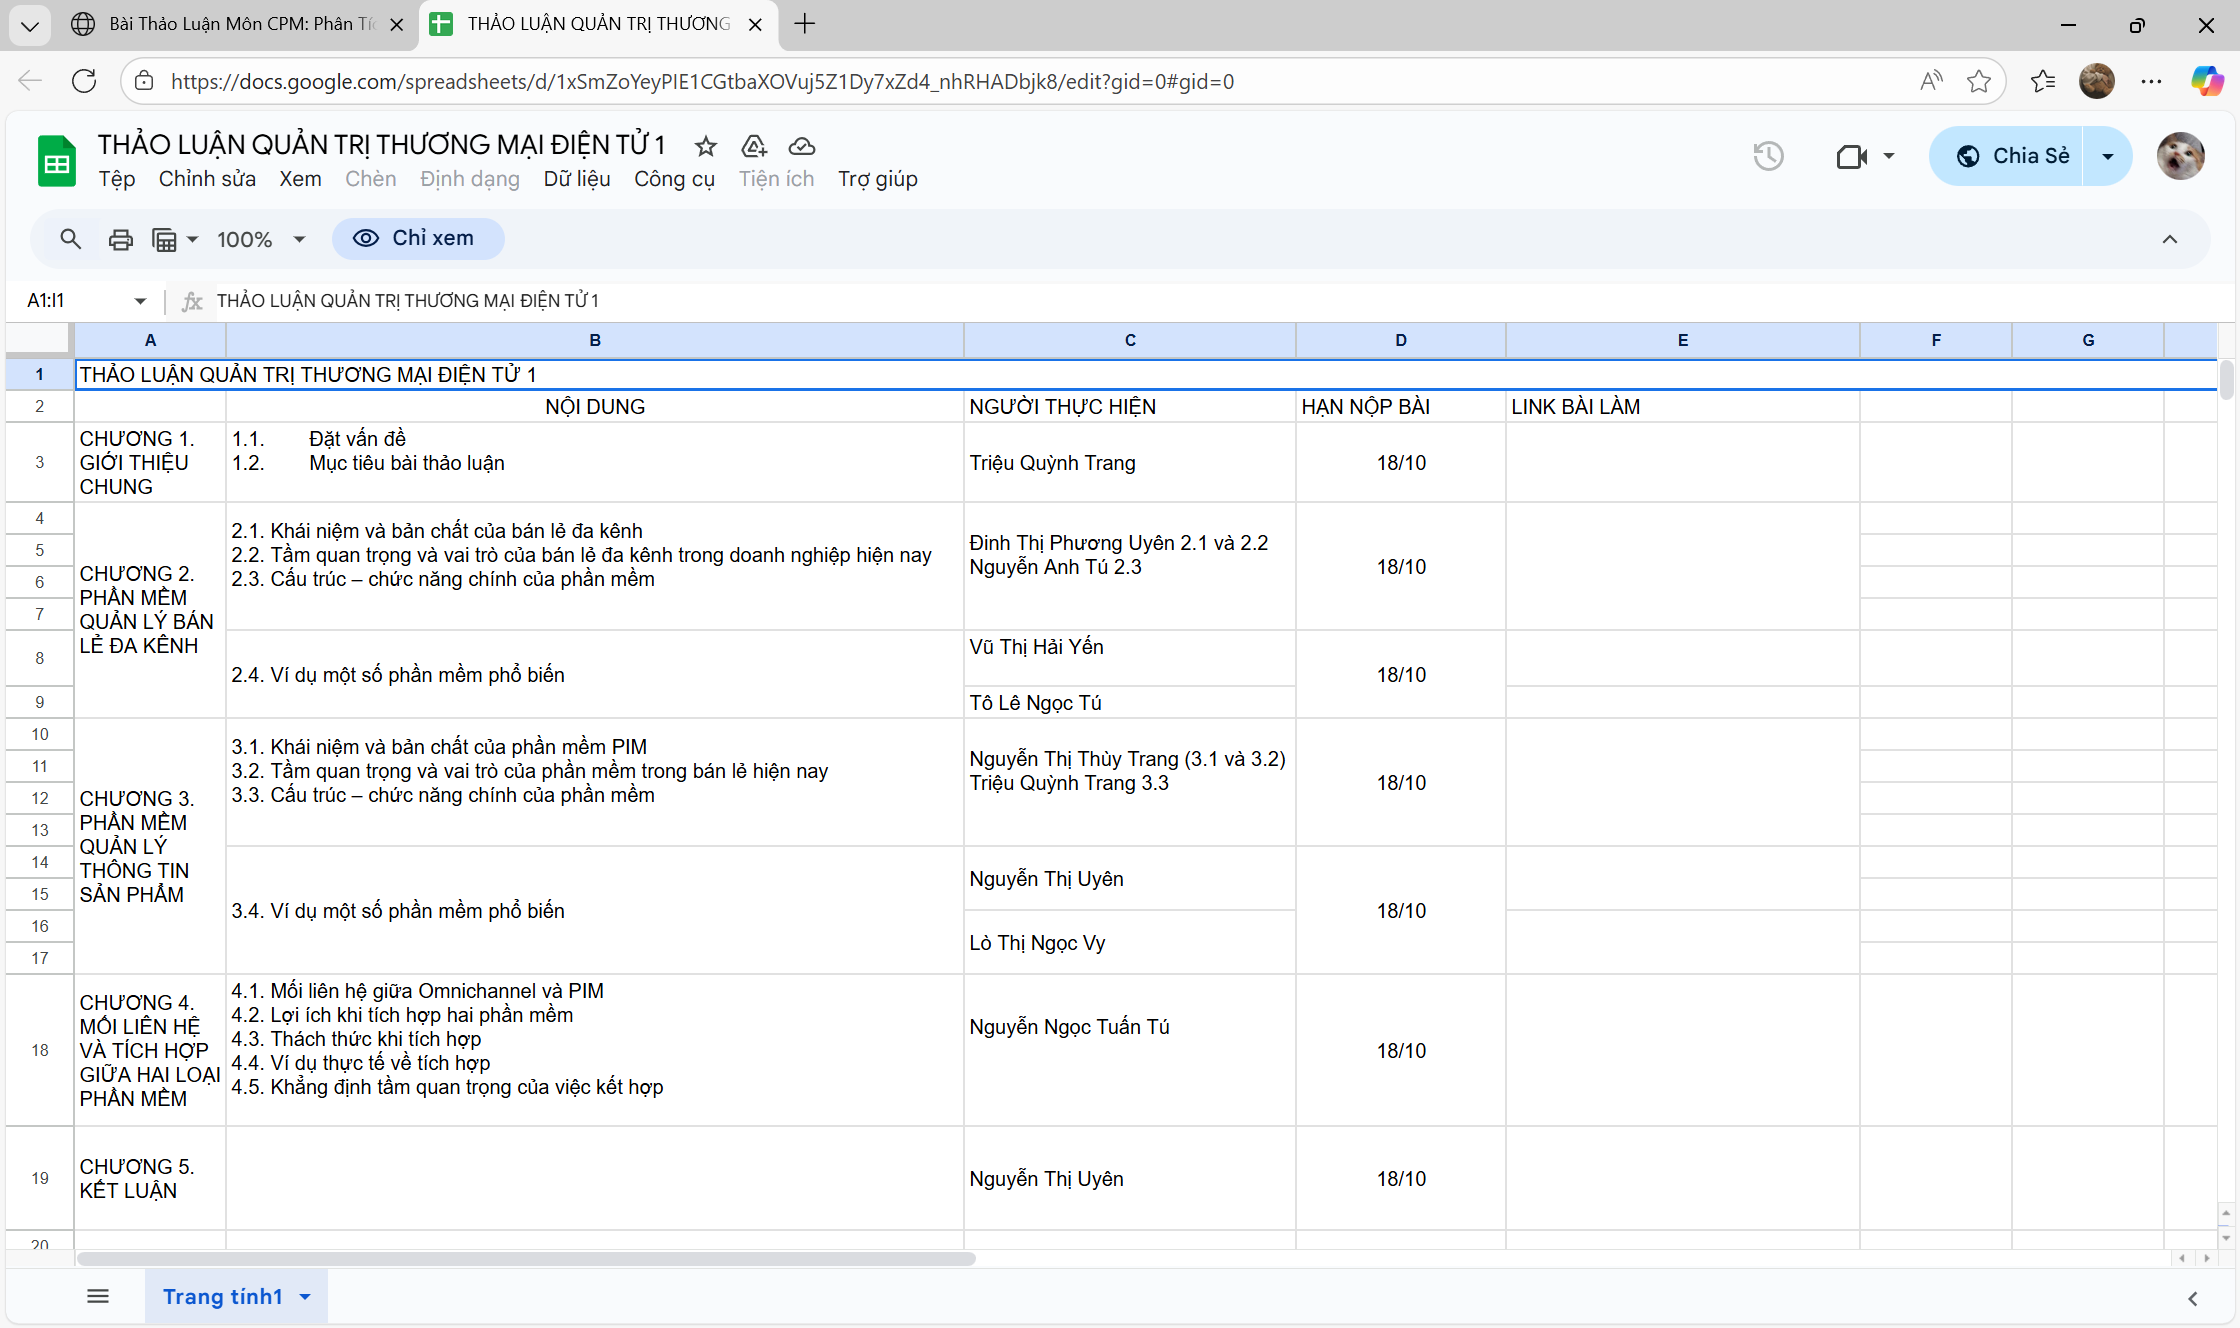 Bài Thảo Luận Môn CPM: Phân Tíc
THẢO LUẬN QUẢN TRỊ THƯƠNG
https://docs.google.com/spreadsheets/d/1xSmZoYeyPIE1CGtbaXOVuj5Z1Dy7xZd4_nhRHADbjk8/edit?gid=0#gid=0
THẢO LUẬN QUẢN TRỊ THƯƠNG MẠI ĐIỆN TỬ 1
Tệp Chỉnh sửa Xem Chèn Định dạng Dữ liệu Công cụ Tiện ích Trợ giúp
Chia Sẻ
100% Chỉ xem
A1:I1 fx THẢO LUẬN QUẢN TRỊ THƯƠNG MẠI ĐIỆN TỬ 1
A B C D E F G
1 THẢO LUẬN QUẢN TRỊ THƯƠNG MẠI ĐIỆN TỬ 1
2 NỘI DUNG NGƯỜI THỰC HIỆN HẠN NỘP BÀI LINK BÀI LÀM
3
CHƯƠNG 1.
GIỚI THIỆU
CHUNG
1.1. Đặt vấn đề
1.2. Mục tiêu bài thảo luận
Triệu Quỳnh Trang
18/10
4
5
6
7
8
9
CHƯƠNG 2.
PHẦN MỀM
QUẢN LÝ BÁN
LẺ ĐA KÊNH
2.1. Khái niệm và bản chất của bán lẻ đa kênh
2.2. Tầm quan trọng và vai trò của bán lẻ đa kênh trong doanh nghiệp hiện nay
2.3. Cấu trúc – chức năng chính của phần mềm
Đinh Thị Phương Uyên 2.1 và 2.2
Nguyễn Anh Tú 2.3
18/10
2.4. Ví dụ một số phần mềm phổ biến
Vũ Thị Hải Yến
Tô Lê Ngọc Tú
18/10
10
11
12
13
14
15
16
17
CHƯƠNG 3.
PHẦN MỀM
QUẢN LÝ
THÔNG TIN
SẢN PHẨM
3.1. Khái niệm và bản chất của phần mềm PIM
3.2. Tầm quan trọng và vai trò của phần mềm trong bán lẻ hiện nay
3.3. Cấu trúc – chức năng chính của phần mềm
Nguyễn Thị Thùy Trang (3.1 và 3.2)
Triệu Quỳnh Trang 3.3
18/10
3.4. Ví dụ một số phần mềm phổ biến
Nguyễn Thị Uyên
Lò Thị Ngọc Vy
18/10
18
CHƯƠNG 4.
MỐI LIÊN HỆ
VÀ TÍCH HỢP
GIỮA HAI LOẠI
PHẦN MỀM
4.1. Mối liên hệ giữa Omnichannel và PIM
4.2. Lợi ích khi tích hợp hai phần mềm
4.3. Thách thức khi tích hợp
4.4. Ví dụ thực tế về tích hợp
4.5. Khẳng định tầm quan trọng của việc kết hợp
Nguyễn Ngọc Tuấn Tú
18/10
19
CHƯƠNG 5.
KẾT LUẬN
Nguyễn Thị Uyên
18/10
20
Trang tính1